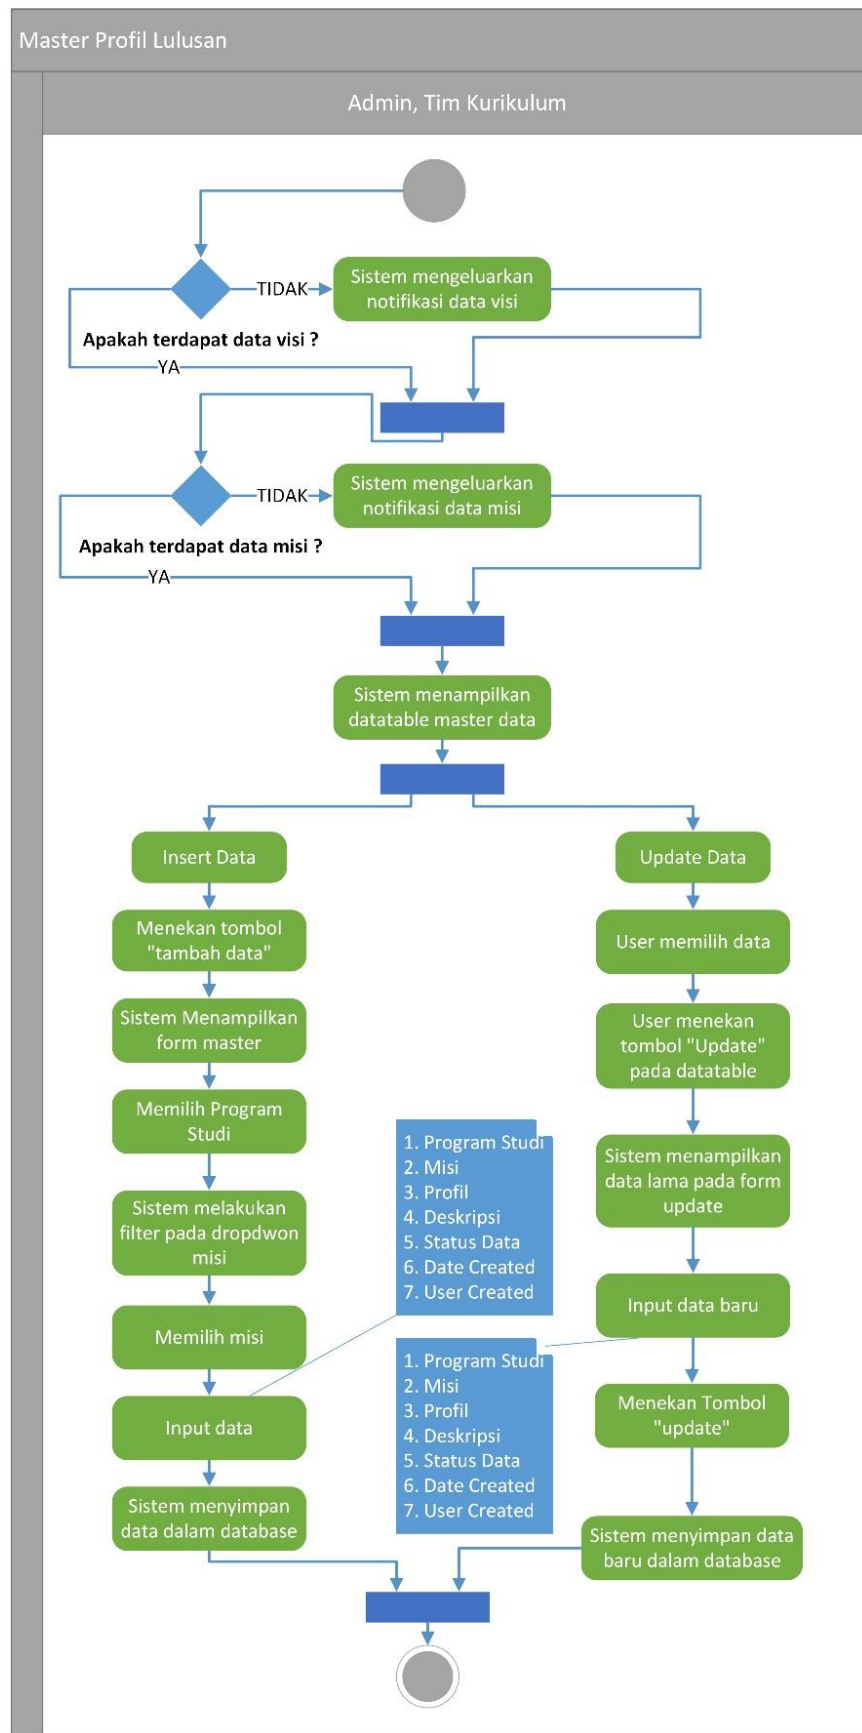 Master Profil Lulusan
Admin, Tim Kurikulum
TIDAK
Sistem mengeluarkan
notifikasi data visi
Apakah terdapat data visi ?
YA
TIDAK
Sistem mengeluarkan
notifikasi data misi
Apakah terdapat data misi ?
YA
Sistem menampilkan
datatable master data
Insert Data
Menekan tombol
"tambah data"
Sistem Menampilkan
form master
Memilih Program
Studi
Sistem melakukan
filter pada dropdwon
misi
Memilih misi
Input data
Sistem menyimpan
data dalam database
1. Program Studi
2. Misi
3. Profil
4. Deskripsi
5. Status Data
6. Date Created
7. User Created
Update Data
User memilih data
User menekan
tombol "Update"
pada datatable
Sistem menampilkan
data lama pada form
update
Input data baru
1. Program Studi
2. Misi
3. Profil
4. Deskripsi
5. Status Data
6. Date Created
7. User Created
Menekan Tombol
"update"
Sistem menyimpan data
baru dalam database